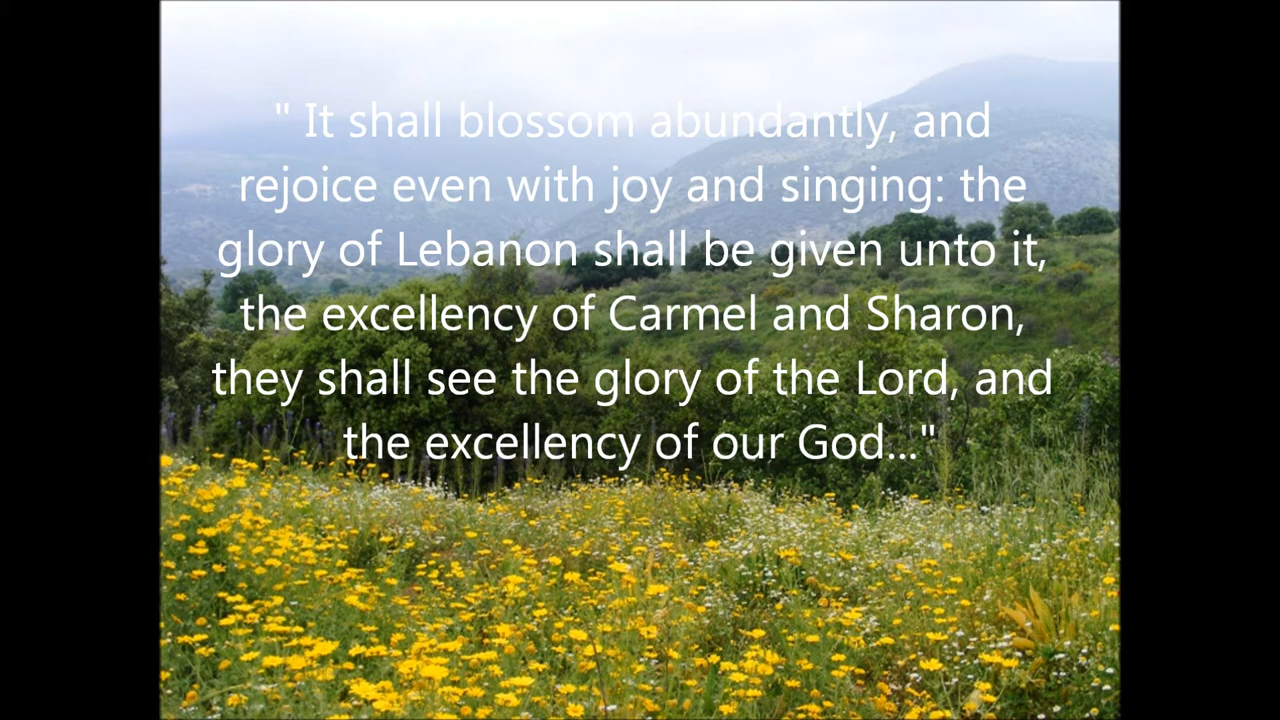 " It shall blossom abundantly, and
rejoice even with joy and singing: the
glory of Lebanon shall be given unto it,
the excellency of Carmel and Sharon,
they shall see the glory of the Lord, and
the excellency of our God..."